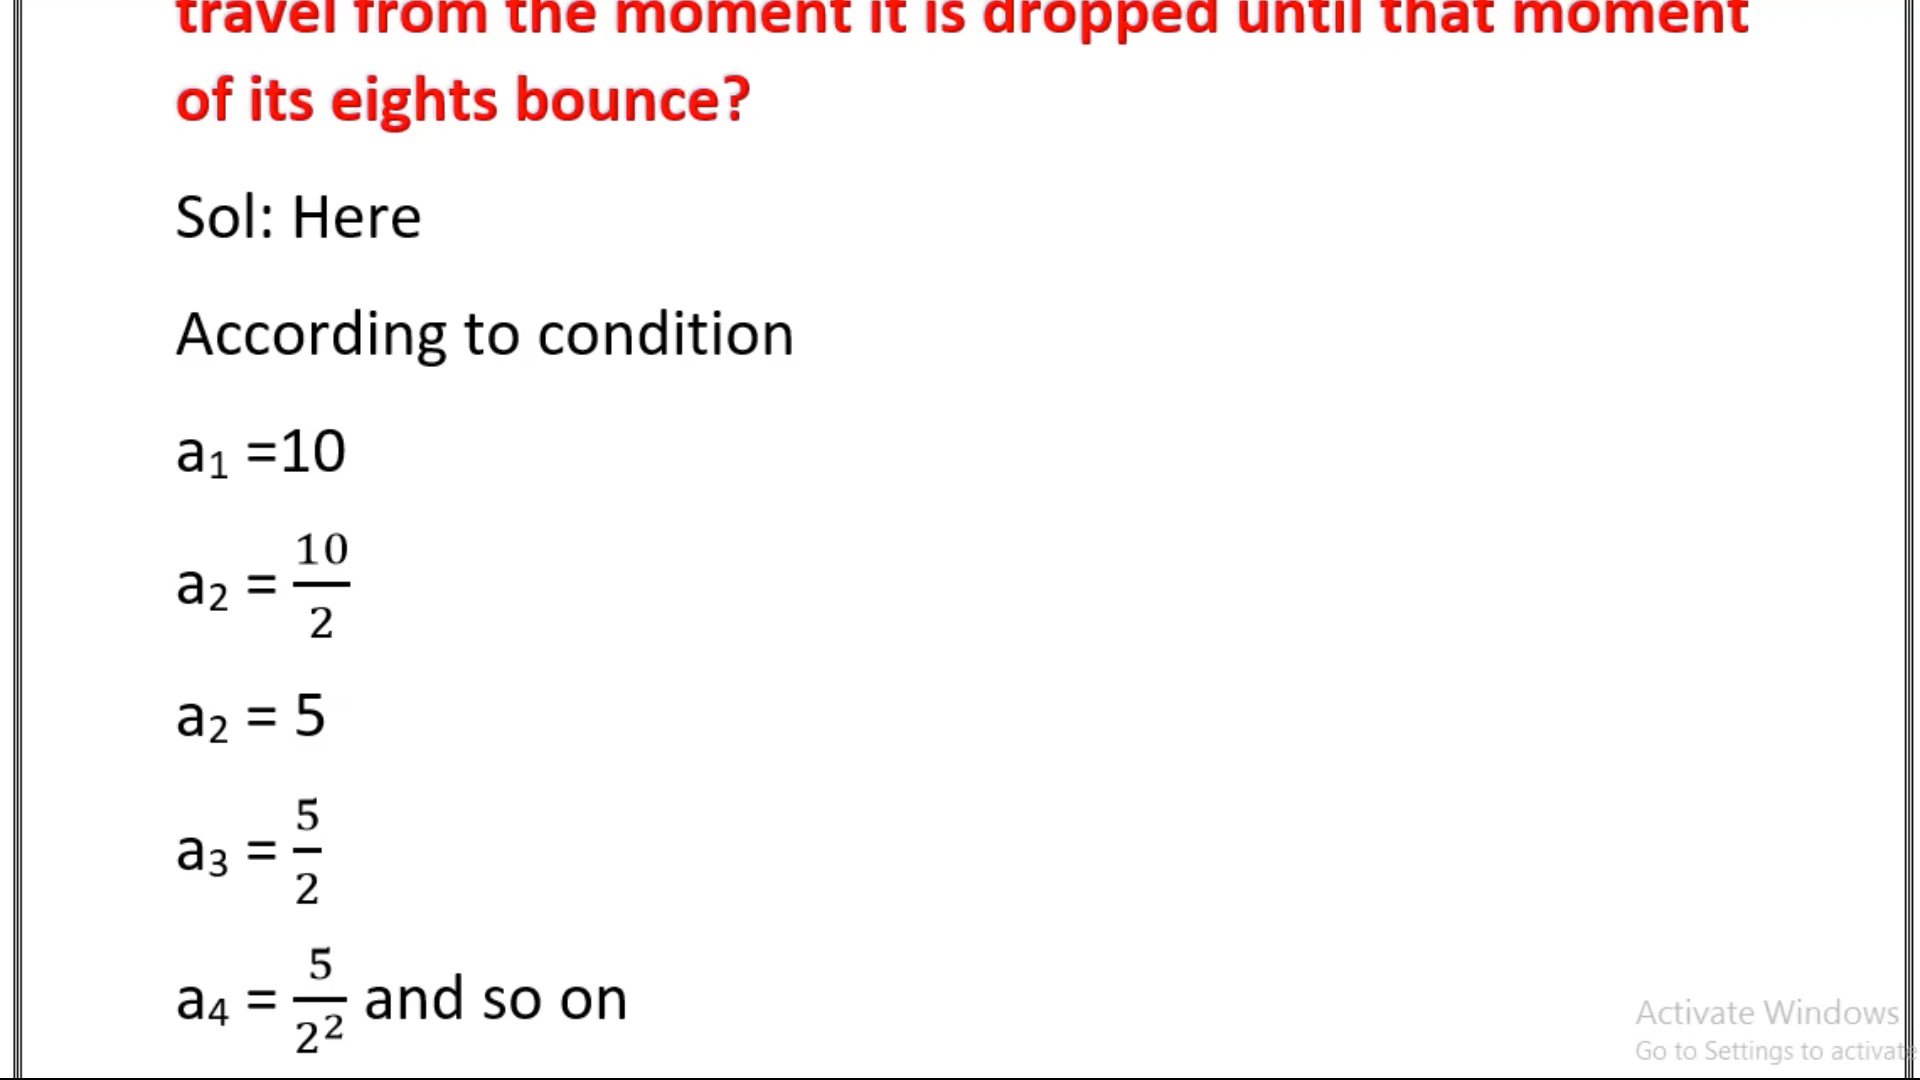 travel from the moment it is dropped until that moment
of its eights bounce?
Sol: Here
According to condition
a₁ =10
a₂ = 10/2
a₂ = 5
a₃ = 5/2
a₄ = 5/2² and so on
Activate Windows
Go to Settings to activate